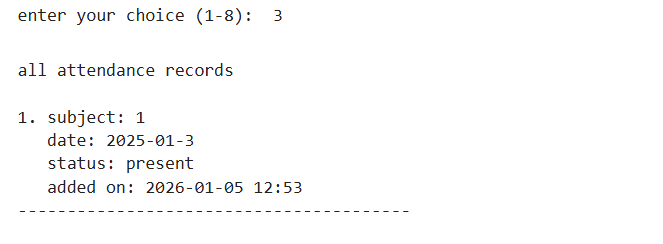 enter your choice (1-8):  3
all attendance records
1. subject: 1
   date: 2025-01-3
   status: present
   added on: 2026-01-05 12:53
----------------------------------------